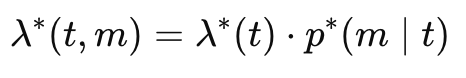 λ*(t, m) = λ*(t) · p*(m | t)